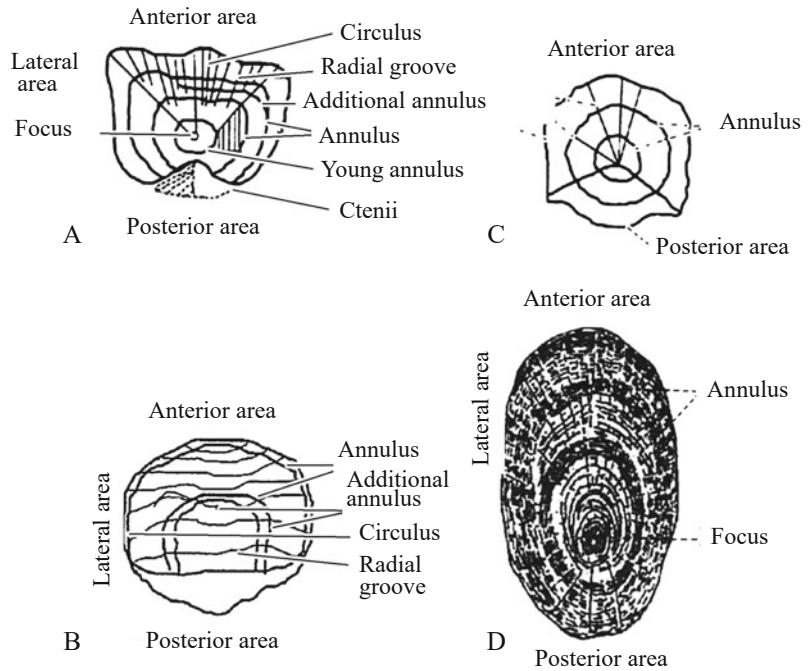 Anterior area
Circulus
Lateral
area
Radial groove
Additional annulus
Focus
Annulus
Young annulus
Ctenii
A
Posterior area
Anterior area
Annulus
C
Posterior area
Anterior area
Lateral area
Annulus
Additional
annulus
Circulus
Radial
groove
B
Posterior area
Anterior area
Lateral area
Annulus
Focus
D
Posterior area